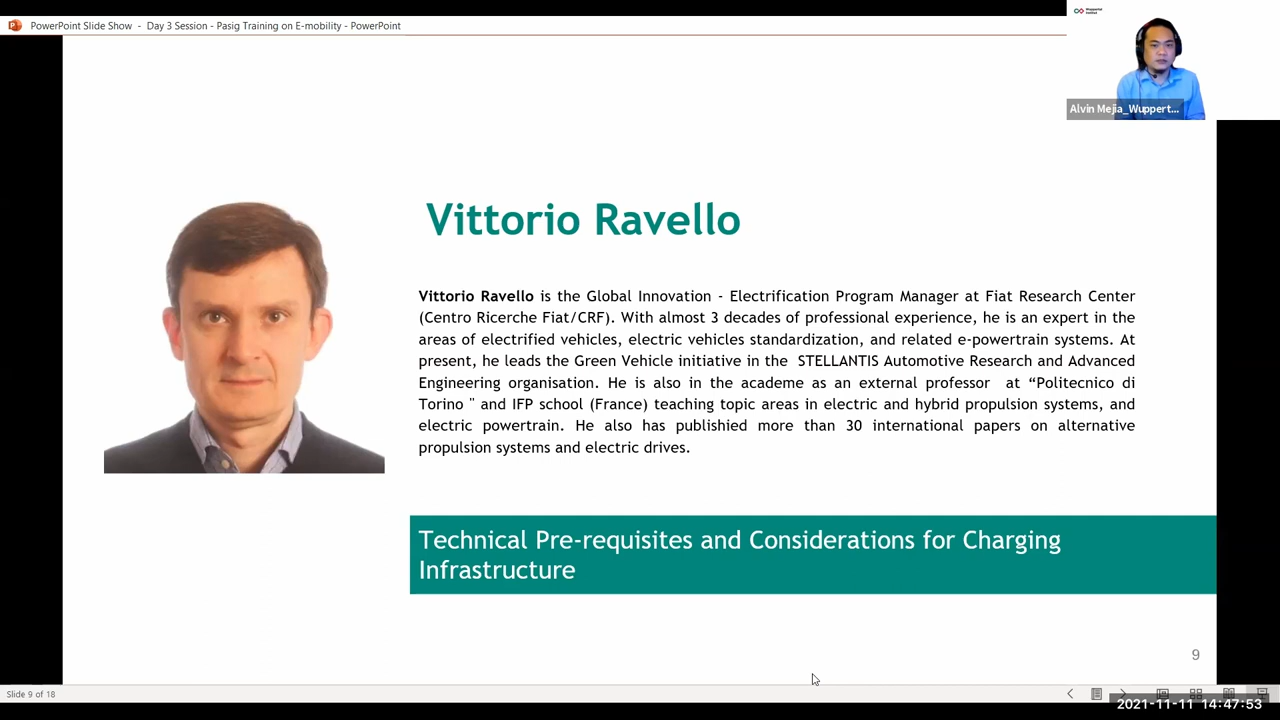 PowerPoint Slide Show - Day 3 Session - Pasig Training on E-mobility - PowerPoint
Wuppertal
Institut
Alvin Mejia_Wuppert...
Vittorio Ravello
Vittorio Ravello is the Global Innovation - Electrification Program Manager at Fiat Research Center
(Centro Ricerche Fiat/CRF). With almost 3 decades of professional experience, he is an expert in the
areas of electrified vehicles, electric vehicles standardization, and related e-powertrain systems. At
present, he leads the Green Vehicle initiative in the STELLANTIS Automotive Research and Advanced
Engineering organisation. He is also in the academe as an external professor at “Politecnico di
Torino " and IFP school (France) teaching topic areas in electric and hybrid propulsion systems, and
electric powertrain. He also has publishied more than 30 international papers on alternative
propulsion systems and electric drives.
Technical Pre-requisites and Considerations for Charging
Infrastructure
9
Slide 9 of 18
2021-11-11 14:47:53